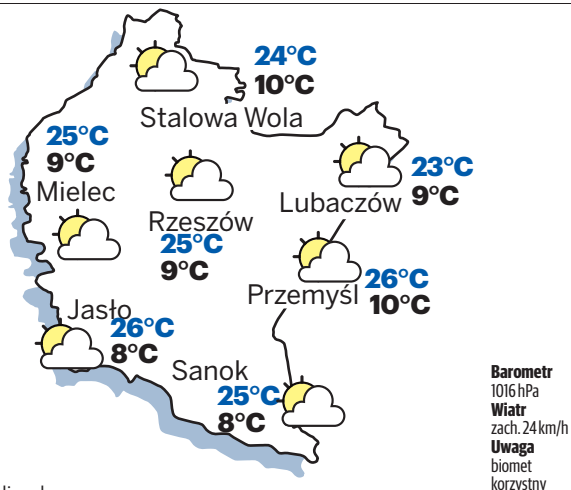 24°C
10°C
Stalowa Wola
25°C
9°C
Mielec
23°C
9°C
Lubaczów
Rzeszów
25°C
9°C
26°C
10°C
Przemyśl
Jasło
26°C
8°C
Sanok
25°C
8°C
Barometr
1016 hPa
Wiatr
zach. 24 km/h
Uwaga
biomet
korzystny